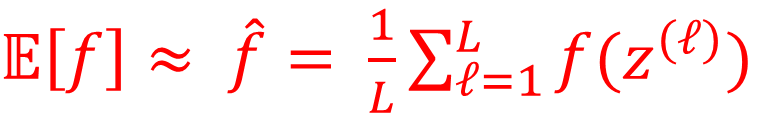 𝔼[f] ≈ f̂ = 1/L ∑_{ℓ=1}^{L} f(z^{(ℓ)})